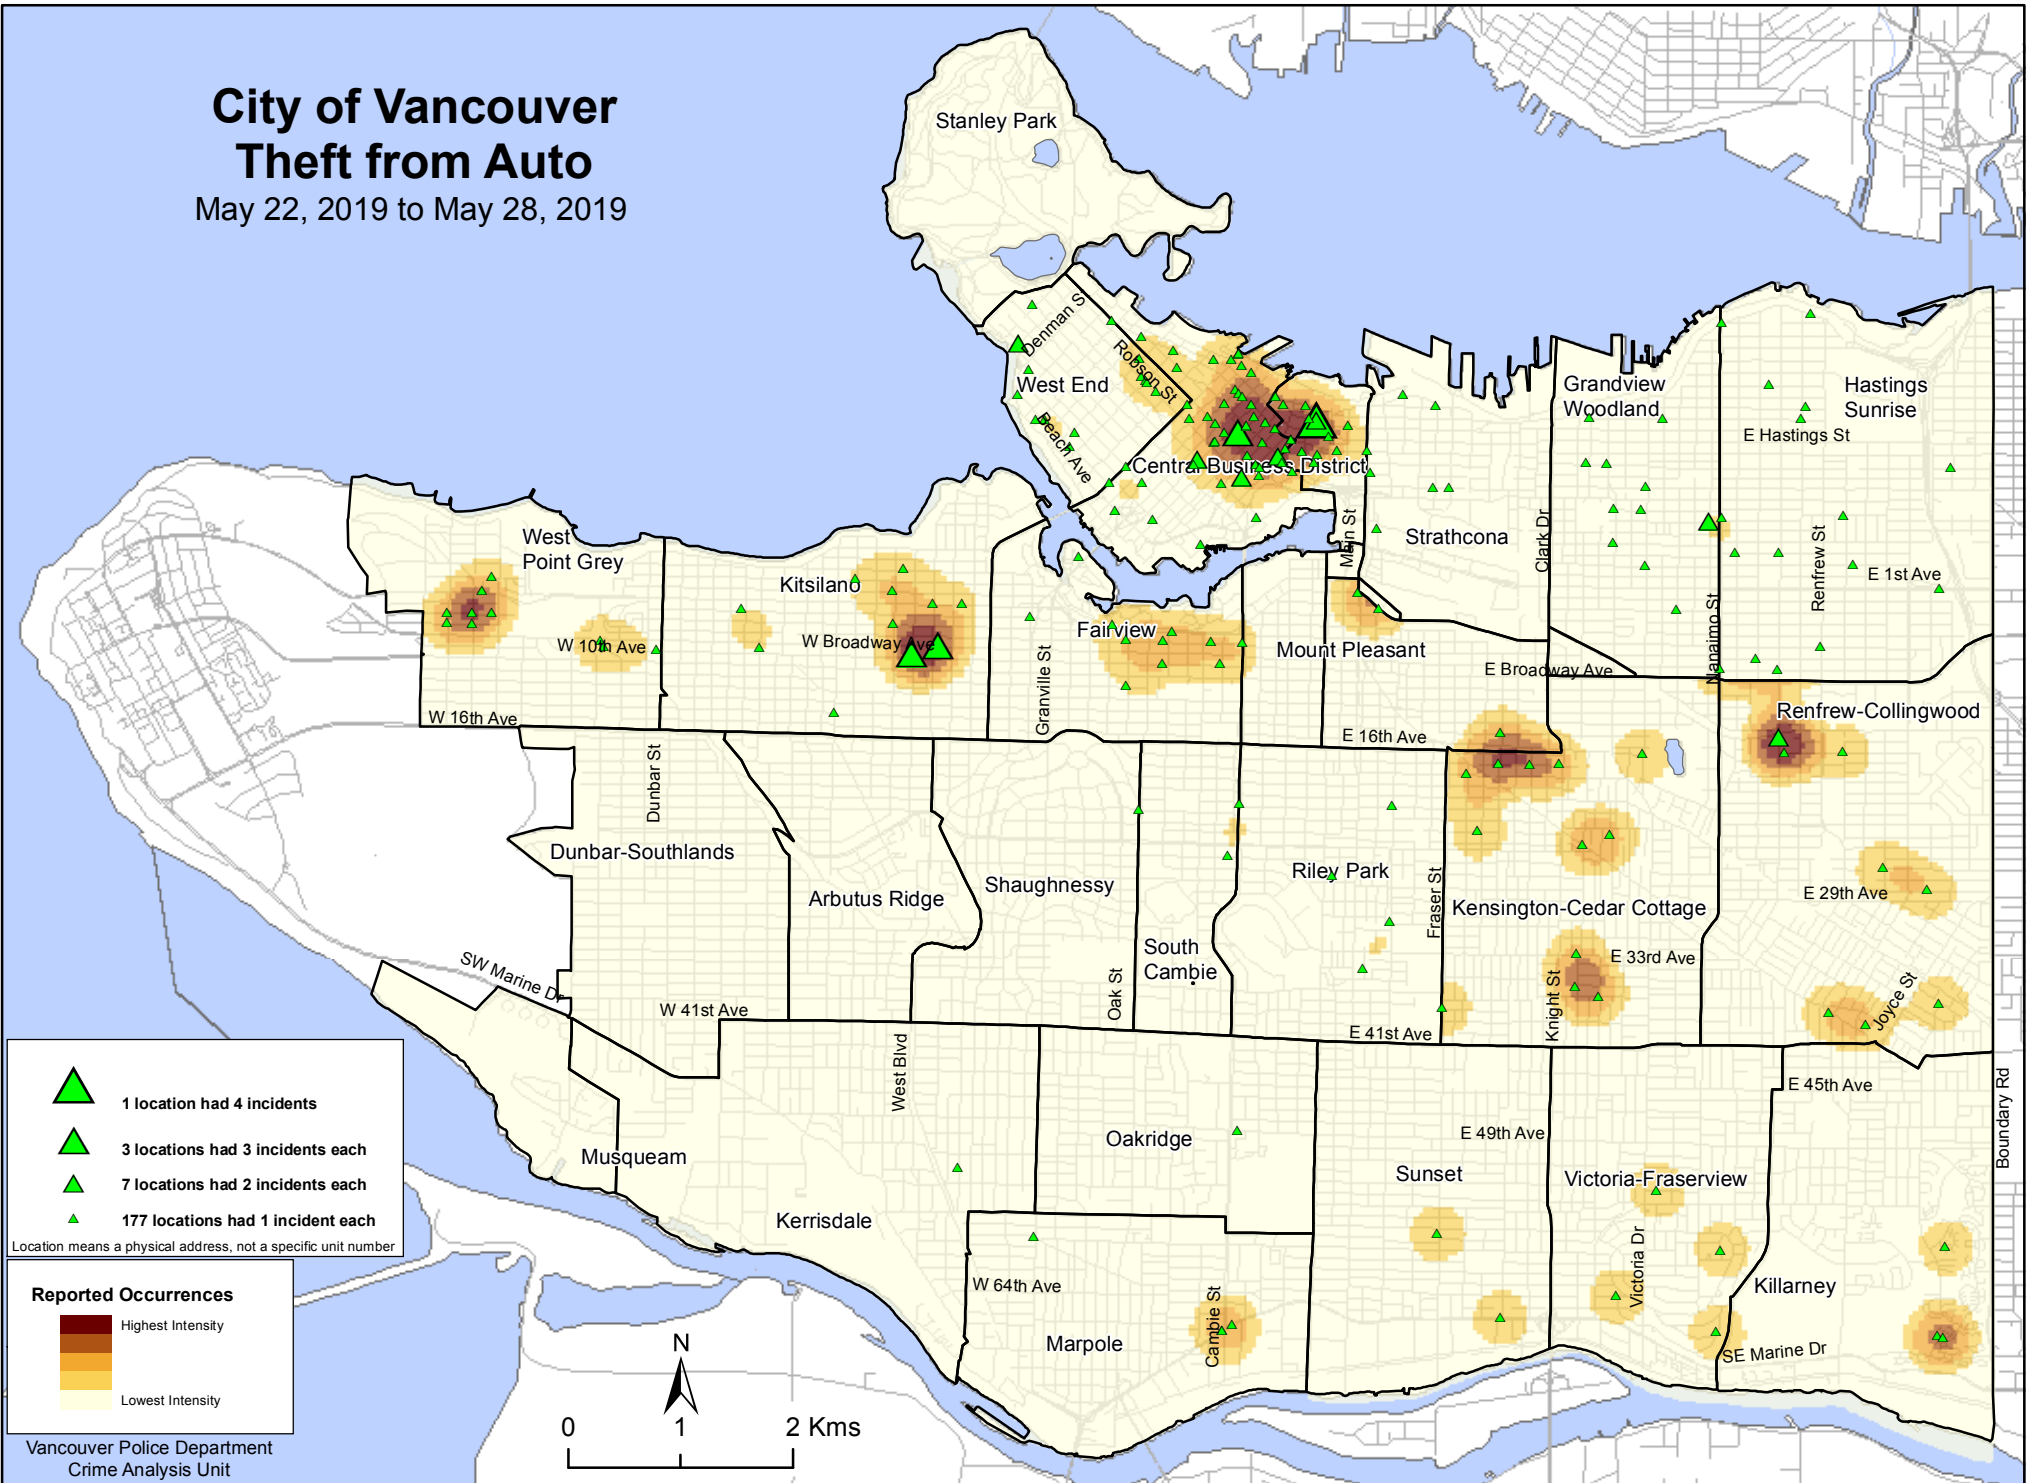 City of Vancouver
Theft from Auto
May 22, 2019 to May 28, 2019
Stanley Park
Denman S
Robson St
West End
Beach Ave
Central Business District
Grandview
Woodland
Hastings
Sunrise
E Hastings St
Main St
Strathcona
Clark Dr
Nanaimo St
Renfrew St
E 1st Ave
West
Point Grey
Kitsilano
W 10th Ave
W Broadway Ave
Fairview
Granville St
Mount Pleasant
E Broadway Ave
W 16th Ave
E 16th Ave
Renfrew-Collingwood
Dunbar St
Dunbar-Southlands
Arbutus Ridge
Shaughnessy
Riley Park
Fraser St
Kensington-Cedar Cottage
E 29th Ave
South
Cambie
E 33rd Ave
SW Marine Dr
W 41st Ave
Oak St
E 41st Ave
Knight St
Joyce St
West Blvd
E 45th Ave
Boundary Rd
Musqueam
Oakridge
E 49th Ave
Sunset
Victoria-Fraserview
Kerrisdale
W 64th Ave
Victoria Dr
Killarney
Marpole
Cambie St
SE Marine Dr
1 location had 4 incidents
3 locations had 3 incidents each
7 locations had 2 incidents each
177 locations had 1 incident each
Location means a physical address, not a specific unit number
Reported Occurrences
Highest Intensity
Lowest Intensity
N
0 1 2 Kms
Vancouver Police Department
Crime Analysis Unit